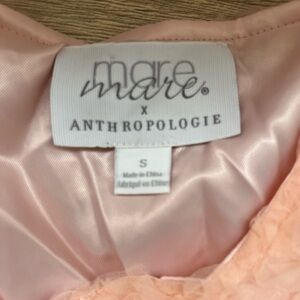 mare
mare®
X
ANTHROPOLOGIE
S
Made in China
Fabriqué en Chine